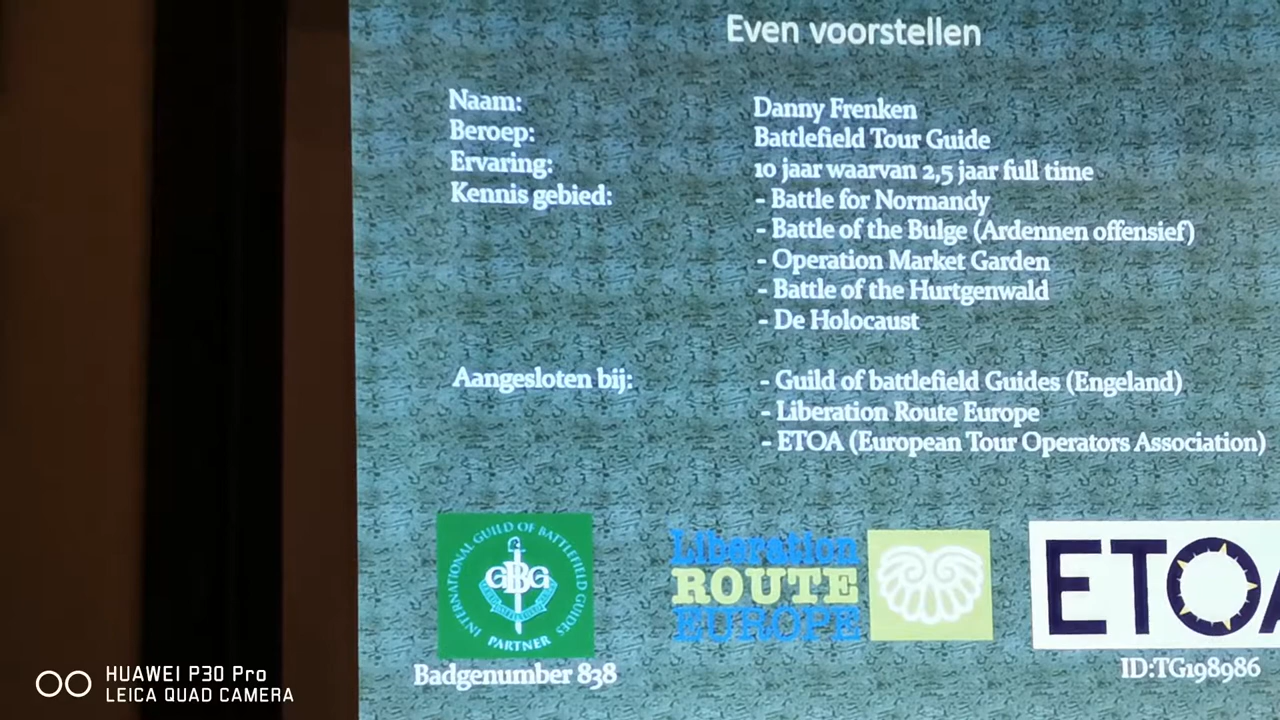 Even voorstellen
Naam: Danny Frenken
Beroep: Battlefield Tour Guide
Ervaring: 10 jaar waarvan 2,5 jaar full time
Kennis gebied: - Battle for Normandy
- Battle of the Bulge (Ardennen offensief)
- Operation Market Garden
- Battle of the Hurtgenwald
- De Holocaust
Aangesloten bij: - Guild of battlefield Guides (Engeland)
- Liberation Route Europe
- ETOA (European Tour Operators Association)
INTERNATIONAL GUILD OF BATTLEFIELD GUIDES
GBG
PARTNER
Liberation
ROUTE
EUROPE
ETOA
Badgenumber 838
ID:TG198986
HUAWEI P30 Pro
LEICA QUAD CAMERA